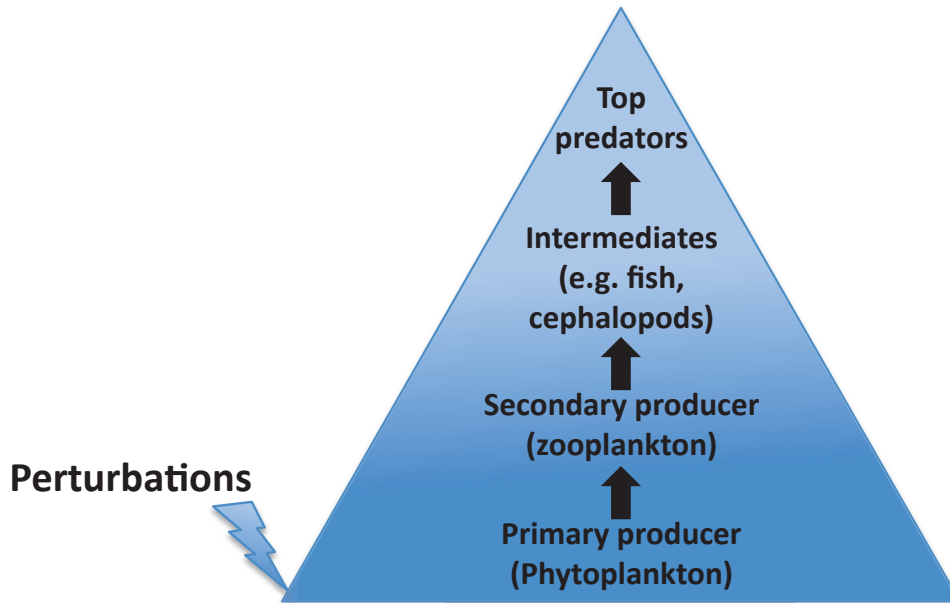 Top
predators
Intermediates
(e.g. fish,
cephalopods)
Secondary producer
(zooplankton)
Perturbations
Primary producer
(Phytoplankton)